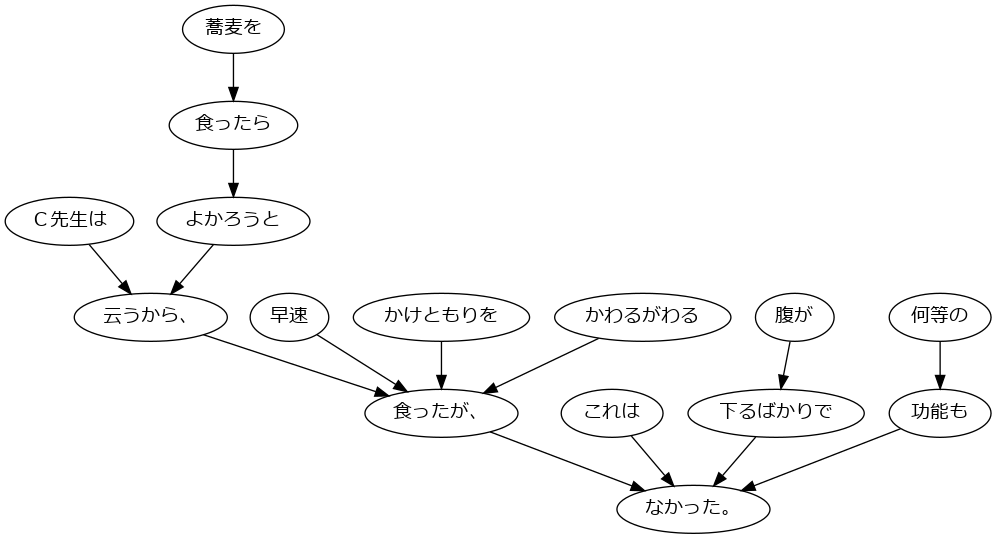 蕎麦を
食ったら
Ｃ先生は
よかろうと
云うから、
早速
かけともりを
かわるがわる
腹が
何等の
食ったが、
これは
下るばかりで
功能も
なかった。